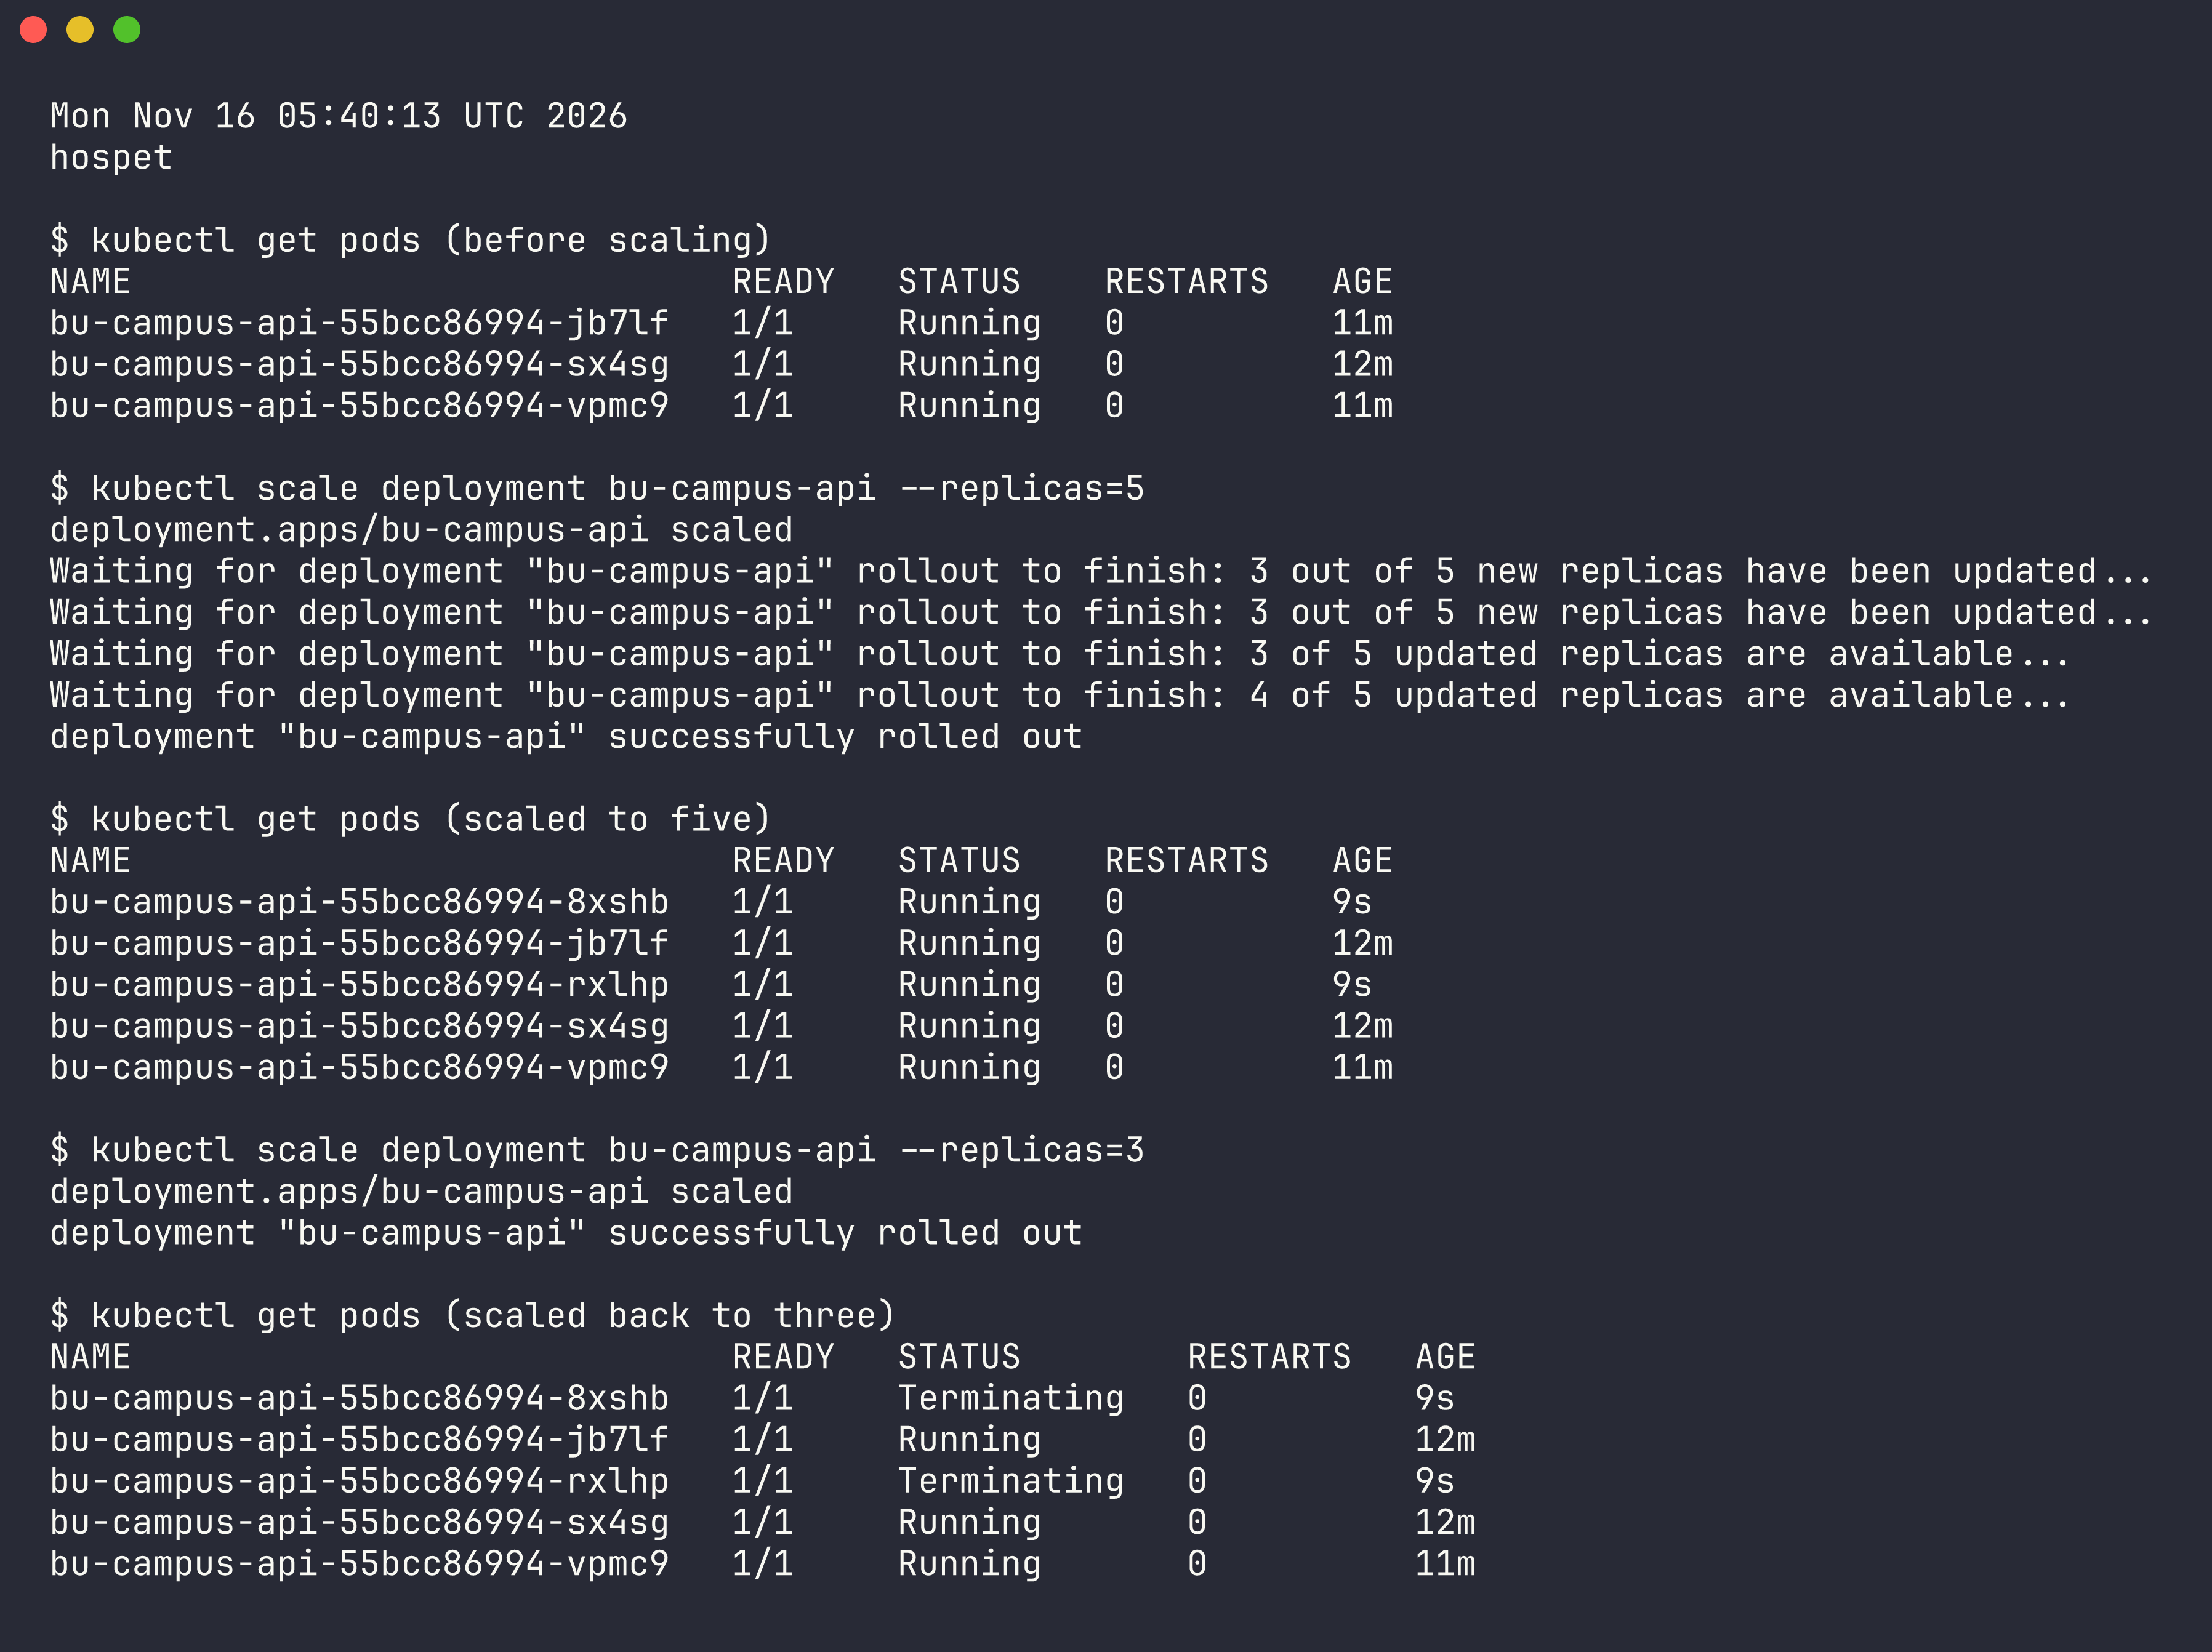 Mon Nov 16 05:40:13 UTC 2026
hospet

$ kubectl get pods (before scaling)
NAME                             READY   STATUS    RESTARTS   AGE
bu-campus-api-55bcc86994-jb7lf   1/1     Running   0          11m
bu-campus-api-55bcc86994-sx4sg   1/1     Running   0          12m
bu-campus-api-55bcc86994-vpmc9   1/1     Running   0          11m

$ kubectl scale deployment bu-campus-api --replicas=5
deployment.apps/bu-campus-api scaled
Waiting for deployment "bu-campus-api" rollout to finish: 3 out of 5 new replicas have been updated...
Waiting for deployment "bu-campus-api" rollout to finish: 3 out of 5 new replicas have been updated...
Waiting for deployment "bu-campus-api" rollout to finish: 3 of 5 updated replicas are available...
Waiting for deployment "bu-campus-api" rollout to finish: 4 of 5 updated replicas are available...
deployment "bu-campus-api" successfully rolled out

$ kubectl get pods (scaled to five)
NAME                             READY   STATUS    RESTARTS   AGE
bu-campus-api-55bcc86994-8xshb   1/1     Running   0          9s
bu-campus-api-55bcc86994-jb7lf   1/1     Running   0          12m
bu-campus-api-55bcc86994-rxlhp   1/1     Running   0          9s
bu-campus-api-55bcc86994-sx4sg   1/1     Running   0          12m
bu-campus-api-55bcc86994-vpmc9   1/1     Running   0          11m

$ kubectl scale deployment bu-campus-api --replicas=3
deployment.apps/bu-campus-api scaled
deployment "bu-campus-api" successfully rolled out

$ kubectl get pods (scaled back to three)
NAME                             READY   STATUS        RESTARTS   AGE
bu-campus-api-55bcc86994-8xshb   1/1     Terminating   0          9s
bu-campus-api-55bcc86994-jb7lf   1/1     Running       0          12m
bu-campus-api-55bcc86994-rxlhp   1/1     Terminating   0          9s
bu-campus-api-55bcc86994-sx4sg   1/1     Running       0          12m
bu-campus-api-55bcc86994-vpmc9   1/1     Running       0          11m